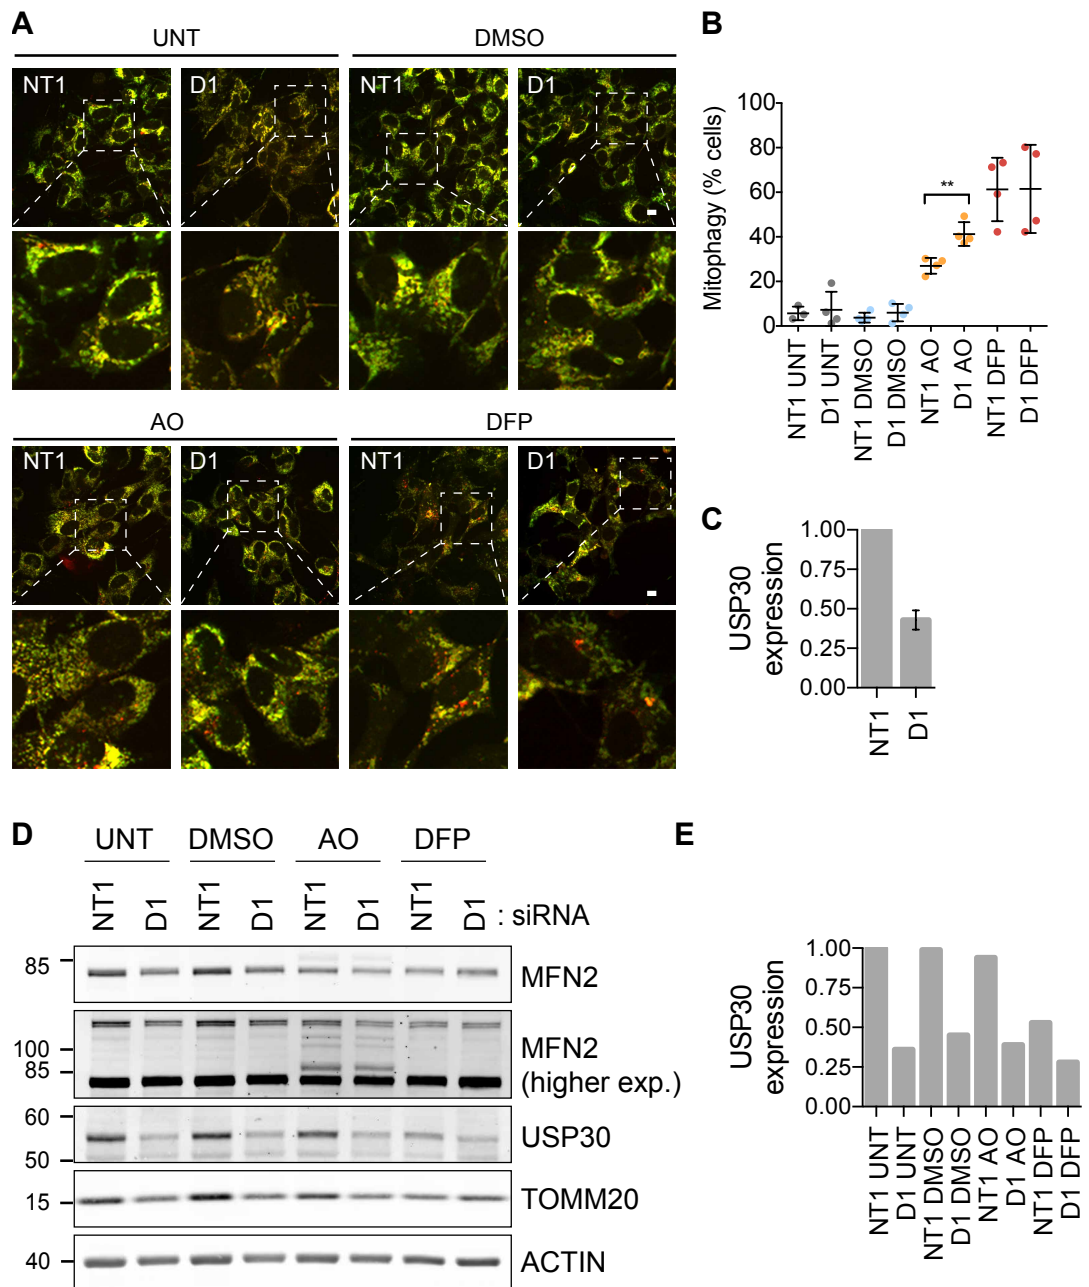 A
UNT
DMSO
NT1
D1
NT1
D1
AO
DFP
NT1
D1
NT1
D1
B
Mitophagy (% cells)
100
80
60
40
20
0
**
NT1 UNT
D1 UNT
NT1 DMSO
D1 DMSO
NT1 AO
D1 AO
NT1 DFP
D1 DFP
C
USP30
expression
1.00
0.75
0.50
0.25
0.00
NT1
D1
D
UNT
DMSO
AO
DFP
NT1
D1
NT1
D1
NT1
D1
NT1
D1
: siRNA
85
MFN2
100
85
MFN2
(higher exp.)
60
50
USP30
15
TOMM20
40
ACTIN
E
USP30
expression
1.00
0.75
0.50
0.25
0.00
NT1 UNT
D1 UNT
NT1 DMSO
D1 DMSO
NT1 AO
D1 AO
NT1 DFP
D1 DFP